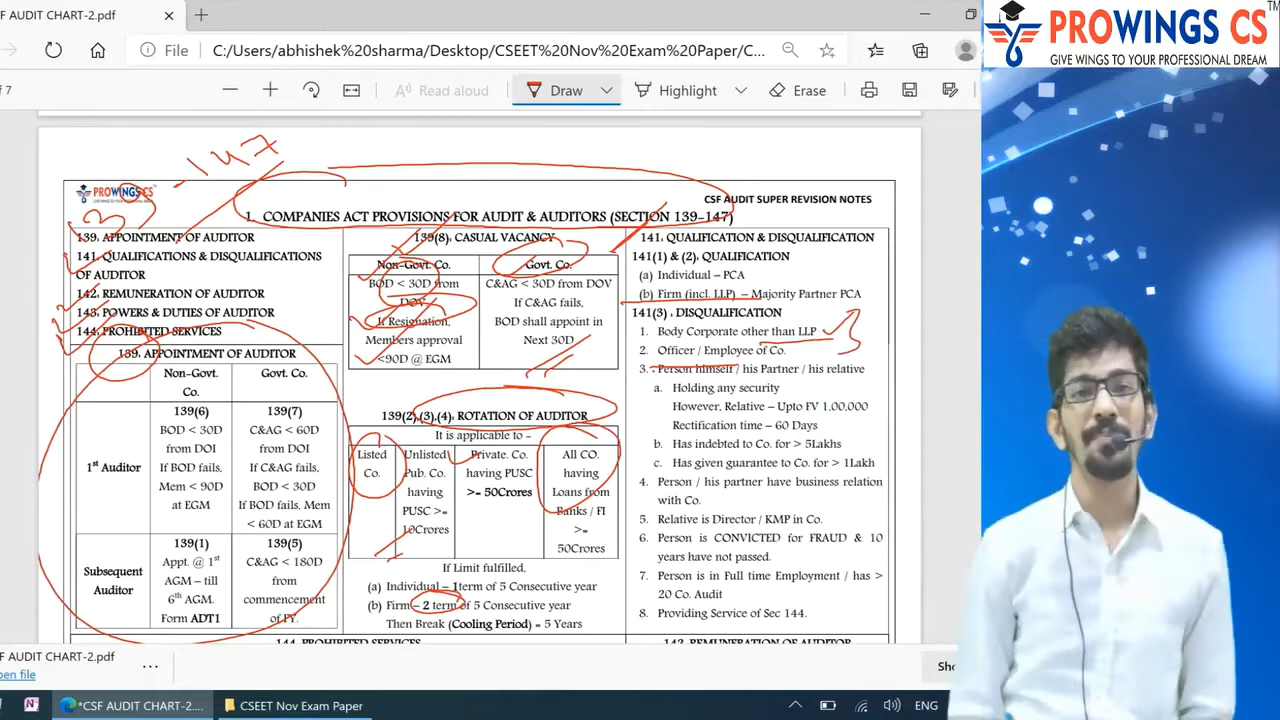 F AUDIT CHART-2.pdf
PROWINGS CS TM
GIVE WINGS TO YOUR PROFESSIONAL DREAM
File C:/Users/abhishek%20sharma/Desktop/CSEET%20Nov%20Exam%20Paper/C...
of 7
Read aloud
Draw
Highlight
Erase
139 -147
PROWINGS CS
CSF AUDIT SUPER REVISION NOTES
1. COMPANIES ACT PROVISIONS FOR AUDIT & AUDITORS (SECTION 139-147)
139. APPOINTMENT OF AUDITOR
141. QUALIFICATIONS & DISQUALIFICATIONS
OF AUDITOR
142. REMUNERATION OF AUDITOR
143. POWERS & DUTIES OF AUDITOR
144. PROHIBITED SERVICES
139. APPOINTMENT OF AUDITOR
Non-Govt. Co.
Govt. Co.
1st Auditor
139(6)
BOD < 30D
from DOI
If BOD fails,
Mem < 90D
at EGM
139(7)
C&AG < 60D
from DOI
If C&AG fails,
BOD < 30D
If BOD fails, Mem
< 60D at EGM
Subsequent
Auditor
139(1)
Appt. @ 1st
AGM – till
6th AGM.
Form ADT1
139(5)
C&AG < 180D
from
commencement
of FY.
144. PROHIBITED SERVICES
139(8). CASUAL VACANCY
Non-Govt. Co.
Govt. Co.
BOD < 30D from
DOV
If Resignation,
Members approval
<90D @ EGM
C&AG < 30D from DOV
If C&AG fails,
BOD shall appoint in
Next 30D
139(2),(3),(4). ROTATION OF AUDITOR
It is applicable to –
Listed
Co.
Unlisted
Pub. Co.
having
PUSC >=
10Crores
Private. Co.
having PUSC
>= 50Crores
All CO.
having
Loans from
Banks / FI
>=
50Crores
If Limit fulfilled,
(a) Individual – 1term of 5 Consecutive year
(b) Firm – 2 term of 5 Consecutive year
Then Break (Cooling Period) = 5 Years
141. QUALIFICATION & DISQUALIFICATION
141(1) & (2). QUALIFICATION
(a) Individual – PCA
(b) Firm (incl. LLP) – Majority Partner PCA
141(3) . DISQUALIFICATION
1. Body Corporate other than LLP
2. Officer / Employee of Co.
3. Person himself / his Partner / his relative
a. Holding any security
However, Relative – Upto FV 1,00,000
Rectification time – 60 Days
b. Has indebted to Co. for > 5Lakhs
c. Has given guarantee to Co. for > 1Lakh
4. Person / his partner have business relation
with Co.
5. Relative is Director / KMP in Co.
6. Person is CONVICTED for FRAUD & 10
years have not passed.
7. Person is in Full time Employment / has >
20 Co. Audit
8. Providing Service of Sec 144.
142. REMUNERATION OF AUDITOR
F AUDIT CHART-2.pdf
pen file
Sho
*CSF AUDIT CHART-2....
CSEET Nov Exam Paper
ENG